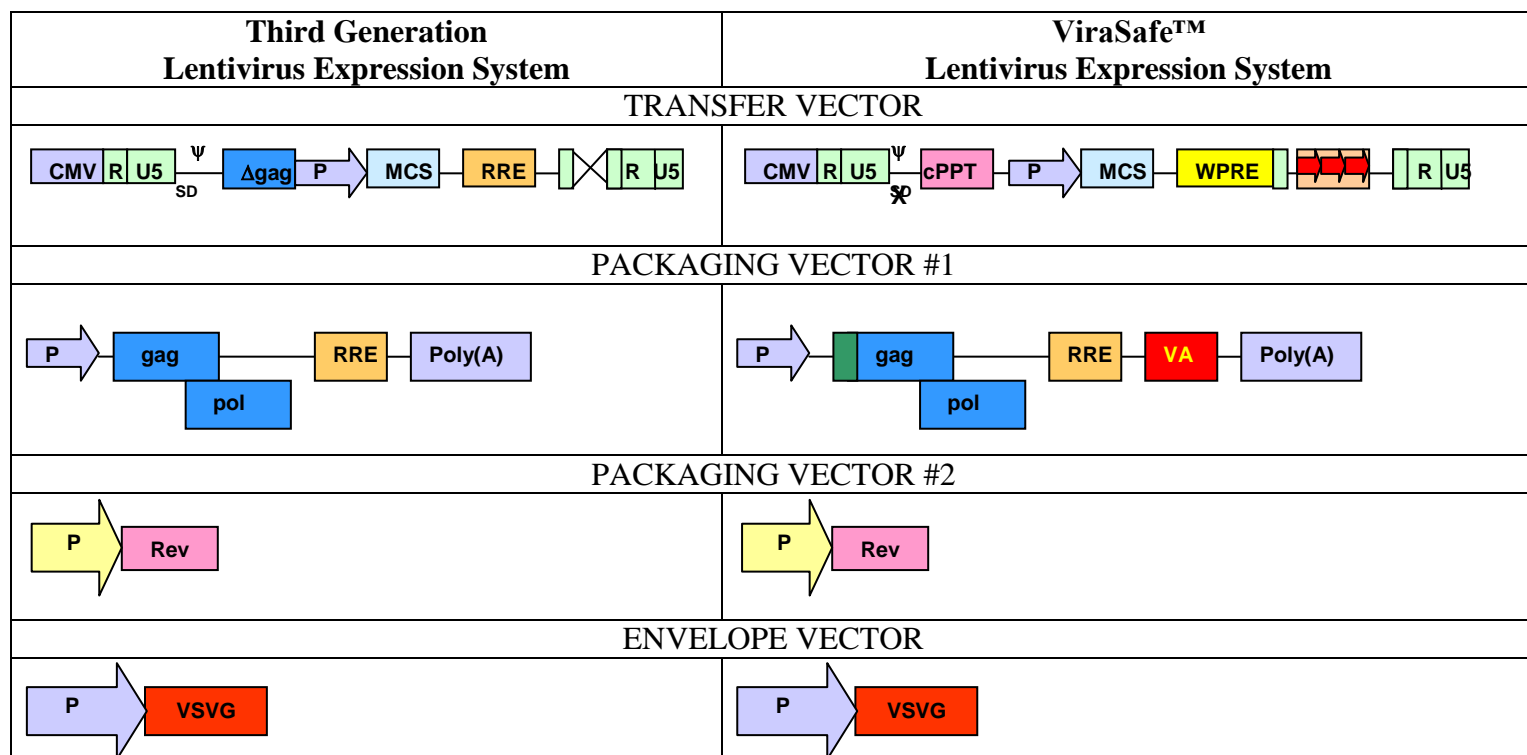 Third Generation
Lentivirus Expression System
ViraSafe™
Lentivirus Expression System
TRANSFER VECTOR
CMV R U5 ψ SD Δgag P MCS RRE R U5
CMV R U5 ψ SD X cPPT P MCS WPRE R U5
PACKAGING VECTOR #1
P gag RRE Poly(A)
pol
P gag RRE VA Poly(A)
pol
PACKAGING VECTOR #2
P Rev
P Rev
ENVELOPE VECTOR
P VSVG
P VSVG